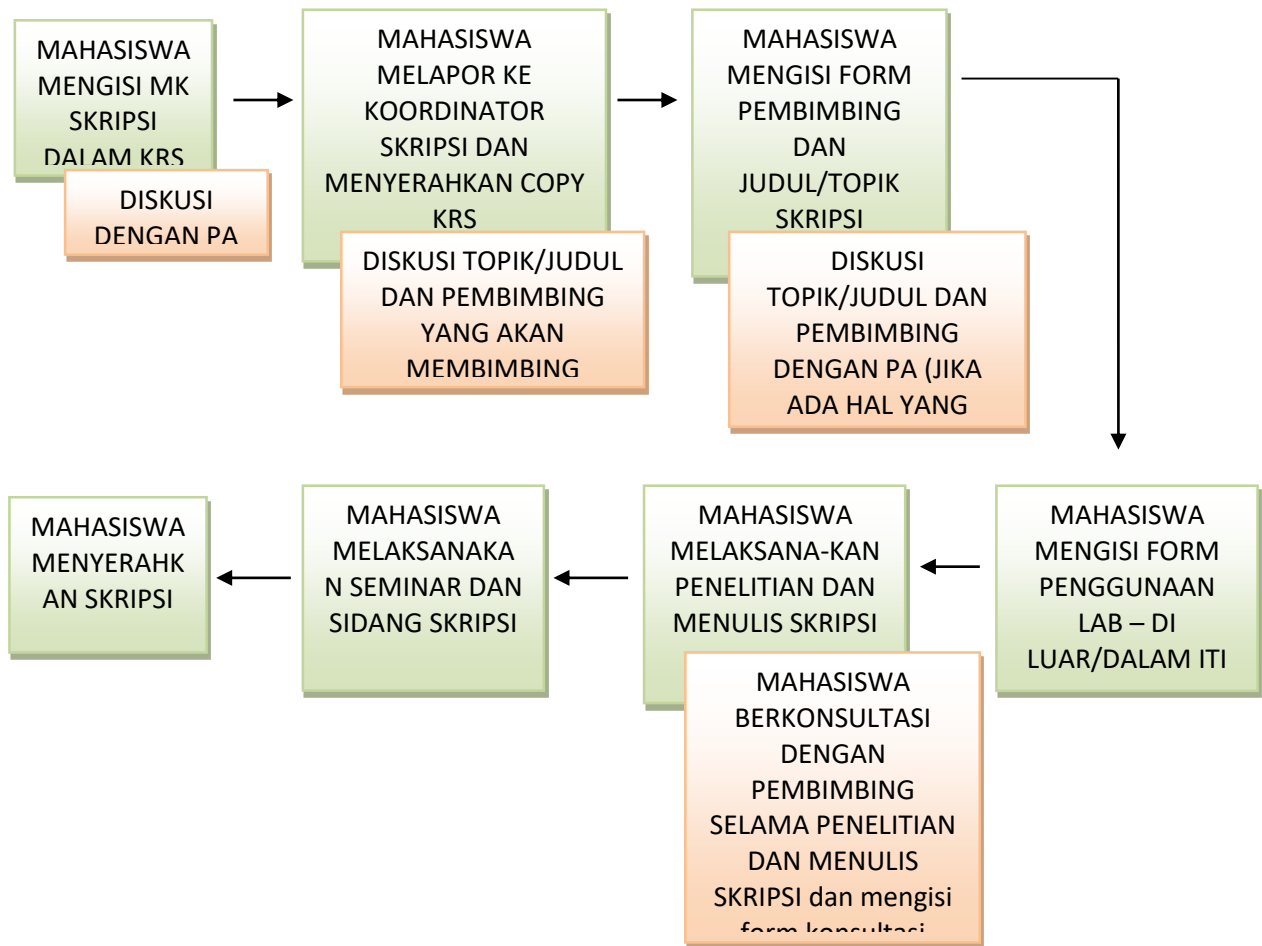 MAHASISWA
MENGISI MK
SKRIPSI
DALAM KRS
DISKUSI
DENGAN PA
MAHASISWA
MELAPOR KE
KOORDINATOR
SKRIPSI DAN
MENYERAHKAN COPY
KRS
DISKUSI TOPIK/JUDUL
DAN PEMBIMBING
YANG AKAN
MEMBIMBING
MAHASISWA
MENGISI FORM
PEMBIMBING
DAN
JUDUL/TOPIK
SKRIPSI
DISKUSI
TOPIK/JUDUL DAN
PEMBIMBING
DENGAN PA (JIKA
ADA HAL YANG
MAHASISWA
MENGISI FORM
PENGGUNAAN
LAB – DI
LUAR/DALAM ITI
MAHASISWA
MELAKSANA-KAN
PENELITIAN DAN
MENULIS SKRIPSI
MAHASISWA
BERKONSULTASI
DENGAN
PEMBIMBING
SELAMA PENELITIAN
DAN MENULIS
SKRIPSI dan mengisi
form konsultasi
MAHASISWA
MELAKSANAKA
N SEMINAR DAN
SIDANG SKRIPSI
MAHASISWA
MENYERAHK
AN SKRIPSI